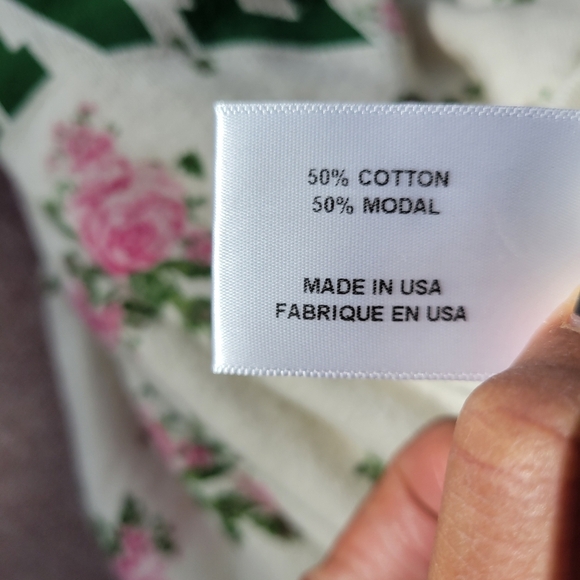 50% COTTON
50% MODAL
MADE IN USA
FABRIQUE EN USA